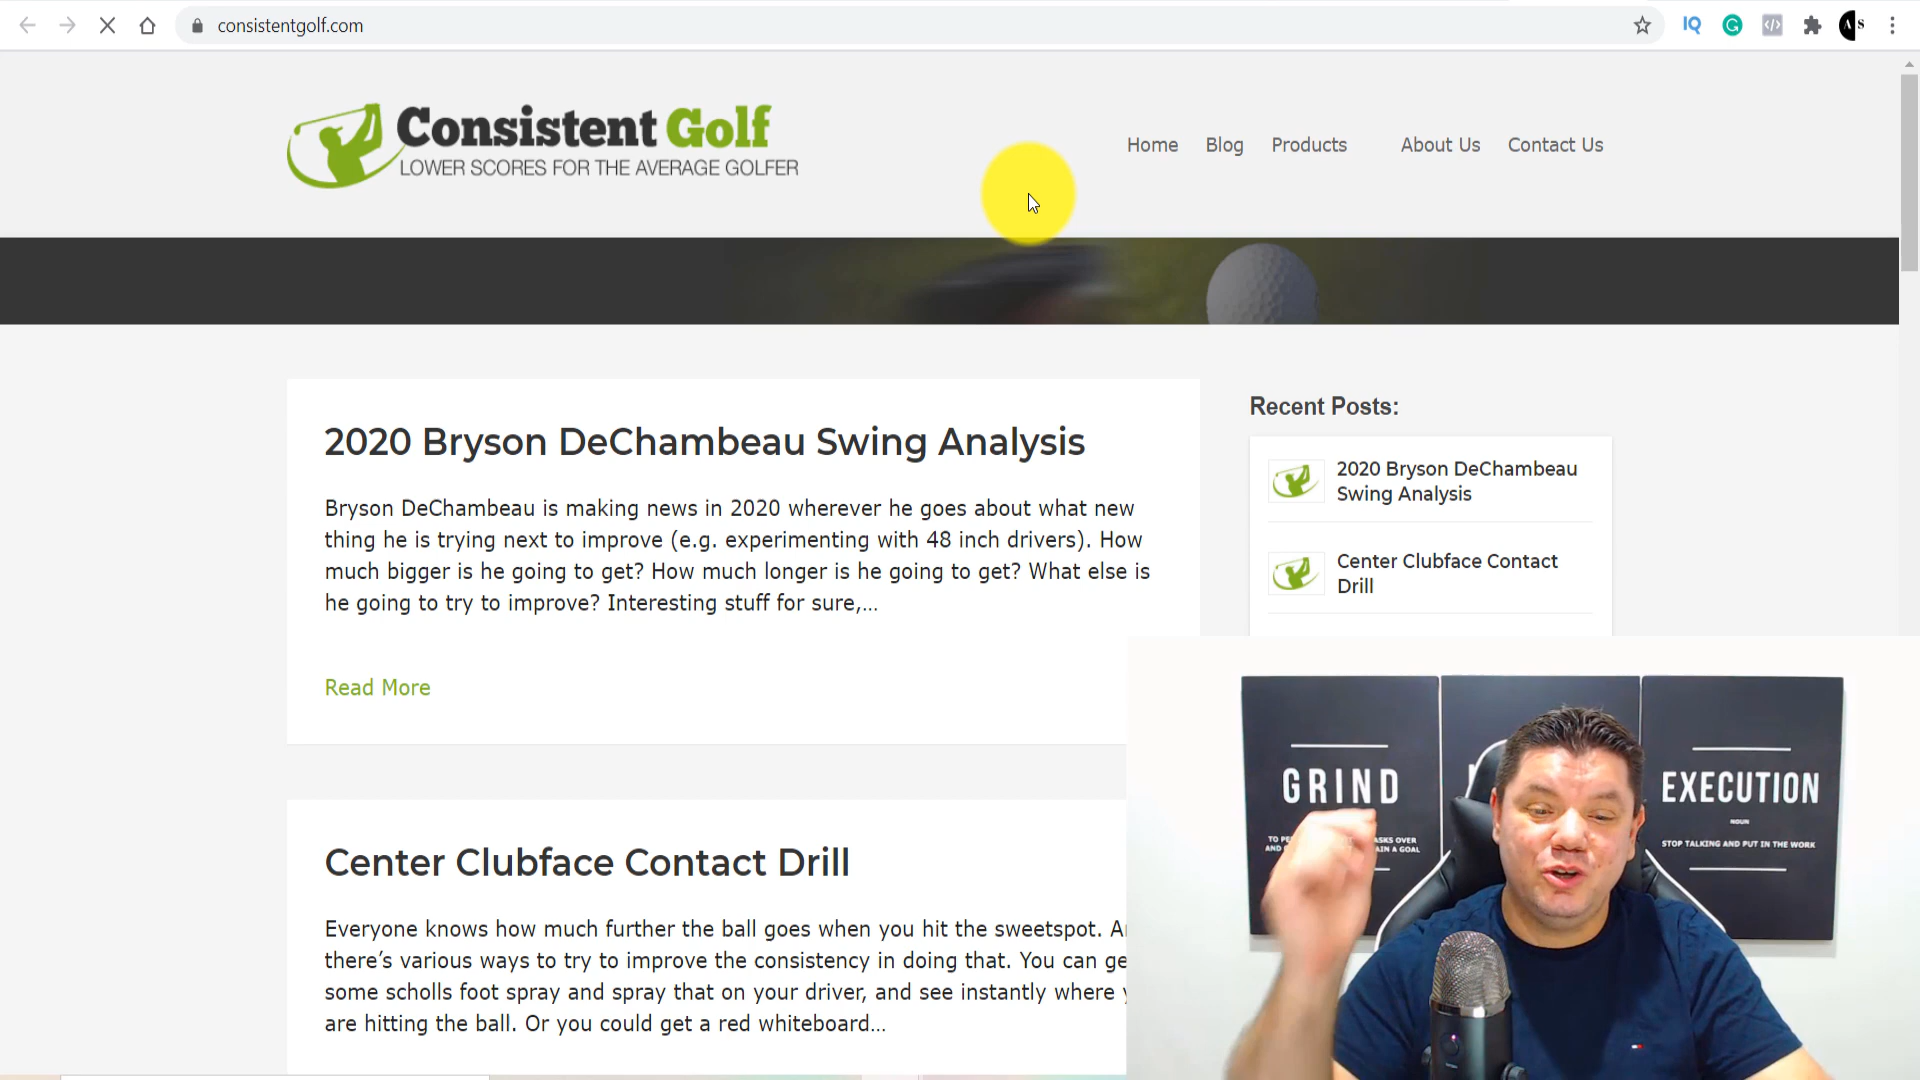 consistentgolf.com
IQ
G
</>
A S
Consistent Golf
LOWER SCORES FOR THE AVERAGE GOLFER
Home Blog Products About Us Contact Us
2020 Bryson DeChambeau Swing Analysis
Bryson DeChambeau is making news in 2020 wherever he goes about what new
thing he is trying next to improve (e.g. experimenting with 48 inch drivers). How
much bigger is he going to get? How much longer is he going to get? What else is
he going to try to improve? Interesting stuff for sure,...
Read More
Center Clubface Contact Drill
Everyone knows how much further the ball goes when you hit the sweetspot.
there's various ways to try to improve the consistency in doing that. You can
some scholls foot spray and spray that on your driver, and see instantly where
are hitting the ball. Or you could get a red whiteboard...
Recent Posts:
2020 Bryson DeChambeau
Swing Analysis
Center Clubface Contact
Drill
GRIND
EXECUTION
NOUN
STOP TALKING AND PUT IN THE WORK